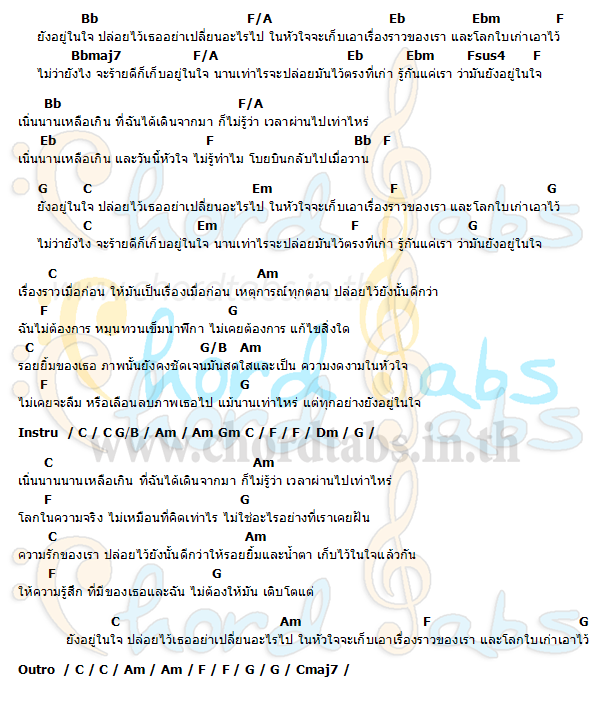 Bb F/A Eb Ebm F
ยังอยู่ในใจ ปล่อยไว้เธออย่าเปลี่ยนอะไรไป ในหัวใจจะเก็บเอาเรื่องราวของเรา และโลกใบเก่าเอาไว้
Bbmaj7 F/A Eb Ebm Fsus4 F
ไม่ว่ายังไง จะร้ายดีก็เก็บอยู่ในใจ นานเท่าไรจะปล่อยมันไว้ตรงที่เก่า รู้กันแค่เรา ว่ามันยังอยู่ในใจ
Bb F/A
เนิ่นนานเหลือเกิน ที่ฉันได้เดินจากมา ก็ไม่รู้ว่า เวลาผ่านไปเท่าไหร่
Eb F Bb F
เนิ่นนานเหลือเกิน และวันนี้หัวใจ ไม่รู้ทำไม โบยบินกลับไปเมื่อวาน
G C Em F G
ยังอยู่ในใจ ปล่อยไว้เธออย่าเปลี่ยนอะไรไป ในหัวใจจะเก็บเอาเรื่องราวของเรา และโลกใบเก่าเอาไว้
C Em F G
ไม่ว่ายังไง จะร้ายดีก็เก็บอยู่ในใจ นานเท่าไรจะปล่อยมันไว้ตรงที่เก่า รู้กันแค่เรา ว่ามันยังอยู่ในใจ
C Am
เรื่องราวเมื่อก่อน ให้มันเป็นเรื่องเมื่อก่อน เหตุการณ์ทุกตอน ปล่อยไว้ยังนั้นดีกว่า
F G
ฉันไม่ต้องการ หมุนทวนเข็มนาฬิกา ไม่เคยต้องการ แก้ไขสิ่งใด
C G/B Am
รอยยิ้มของเธอ ภาพนั้นยังคงชัดเจนมันสดใสและเป็น ความงดงามในหัวใจ
F G
ไม่เคยจะลืม หรือเลือนลบภาพเธอไป แม้นานเท่าไหร่ แต่ทุกอย่างยังอยู่ในใจ
Instru / C / C G/B / Am / Am Gm C / F / F / Dm / G /
www.chordtabs.in.th
C Am
เนิ่นนานนานเหลือเกิน ที่ฉันได้เดินจากมา ก็ไม่รู้ว่า เวลาผ่านไปเท่าไหร่
F G
โลกในความจริง ไม่เหมือนที่คิดเท่าไร ไม่ใช่อะไรอย่างที่เราเคยฝัน
C Am
ความรักของเรา ปล่อยไว้ยังนั้นดีกว่าให้รอยยิ้มและน้ำตา เก็บไว้ในใจแล้วกัน
F G
ให้ความรู้สึก ที่มีของเธอและฉัน ไม่ต้องให้มัน เติบโตแต่
C Am F G
ยังอยู่ในใจ ปล่อยไว้เธออย่าเปลี่ยนอะไรไป ในหัวใจจะเก็บเอาเรื่องราวของเรา และโลกใบเก่าเอาไว้
Outro / C / C / Am / Am / F / F / G / G / Cmaj7 /